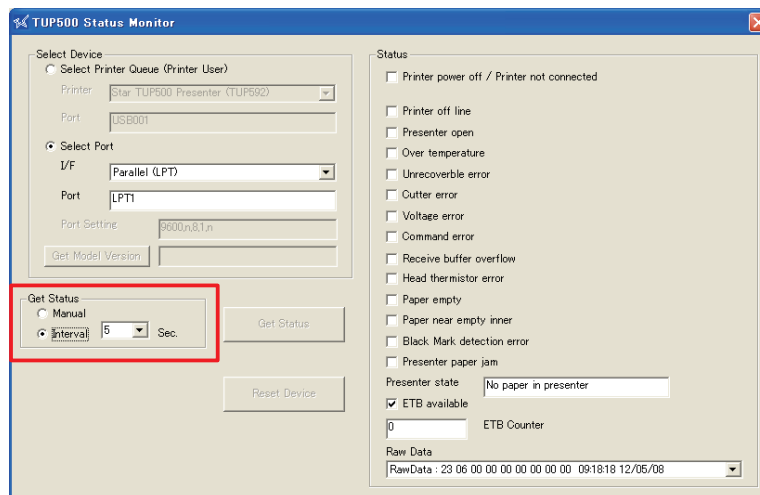 TUP500 Status Monitor
Select Device
Select Printer Queue (Printer User)
Printer
Star TUP500 Presenter (TUP592)
Port
USB001
Select Port
I/F
Parallel (LPT)
Port
LPT1
Port Setting
9600,n,8,1,n
Get Model Version
Get Status
Manual
Interval
5
Sec.
Get Status
Reset Device
Status
Printer power off / Printer not connected
Printer off line
Presenter open
Over temperature
Unrecoverble error
Cutter error
Voltage error
Command error
Receive buffer overflow
Head thermistor error
Paper empty
Paper near empty inner
Black Mark detection error
Presenter paper jam
Presenter state
No paper in presenter
ETB available
0
ETB Counter
Raw Data
RawData : 23 06 00 00 00 00 00 00 00 09:18:18 12/05/08